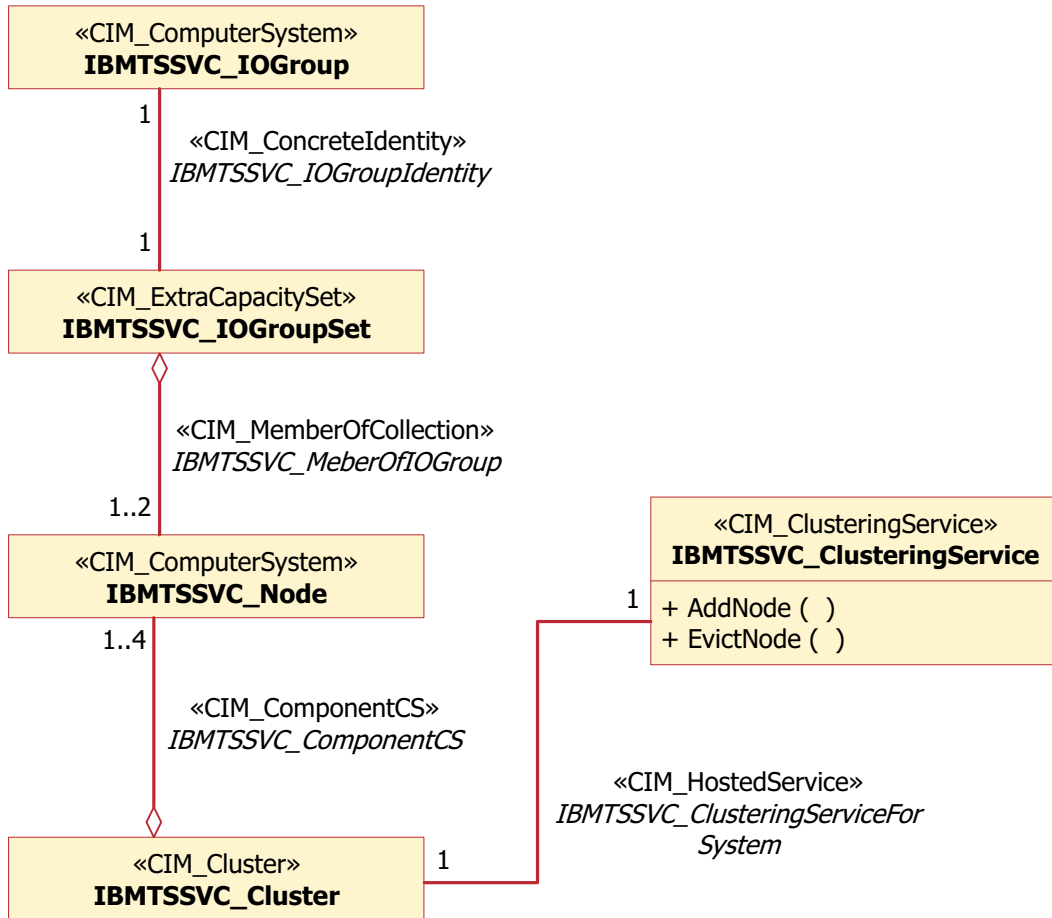 «CIM_ComputerSystem»
IBMTSSVC_IOGroup
1
«CIM_ConcreteIdentity»
IBMTSSVC_IOGroupIdentity
1
«CIM_ExtraCapacitySet»
IBMTSSVC_IOGroupSet
«CIM_MemberOfCollection»
IBMTSSVC_MeberOfIOGroup
1..2
«CIM_ComputerSystem»
IBMTSSVC_Node
1..4
«CIM_ClusteringService»
IBMTSSVC_ClusteringService
1
+ AddNode ( )
+ EvictNode ( )
«CIM_ComponentCS»
IBMTSSVC_ComponentCS
«CIM_HostedService»
IBMTSSVC_ClusteringServiceFor
System
«CIM_Cluster»
IBMTSSVC_Cluster
1